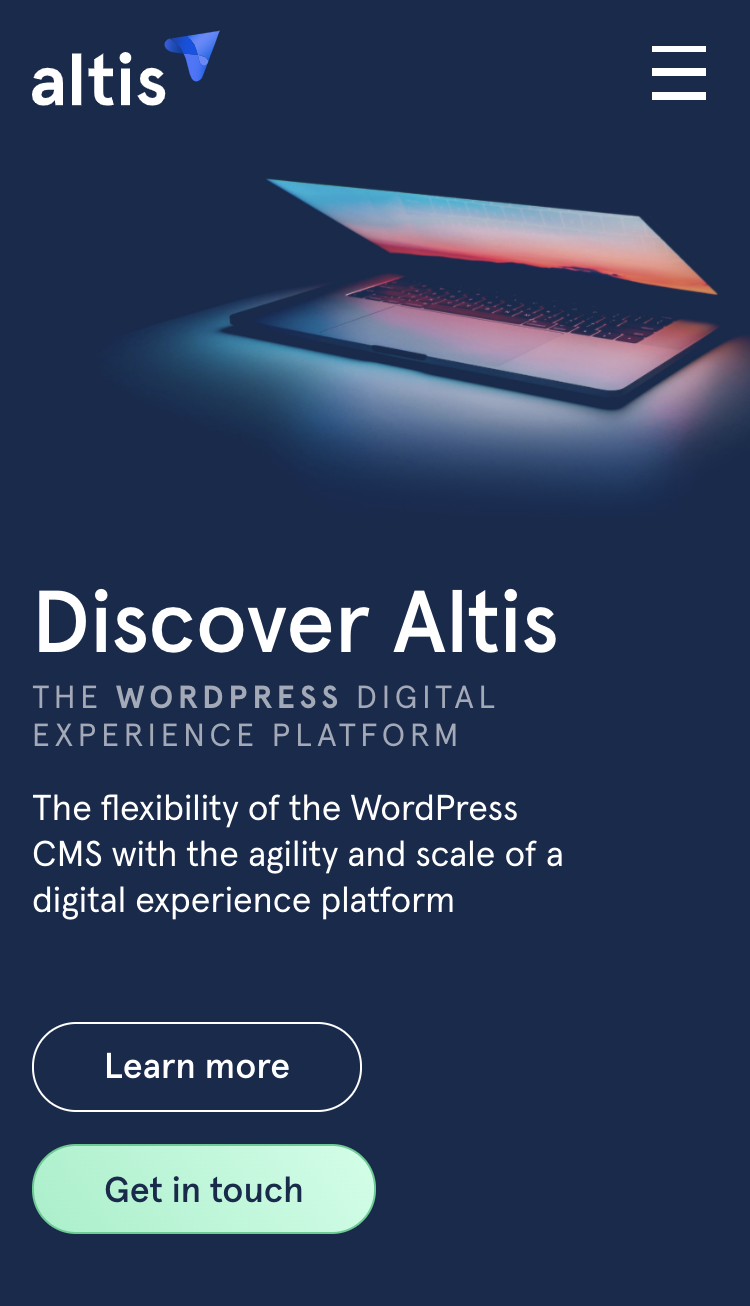 altis
Discover Altis
THE WORDPRESS DIGITAL
EXPERIENCE PLATFORM
The flexibility of the WordPress
CMS with the agility and scale of a
digital experience platform
Learn more
Get in touch